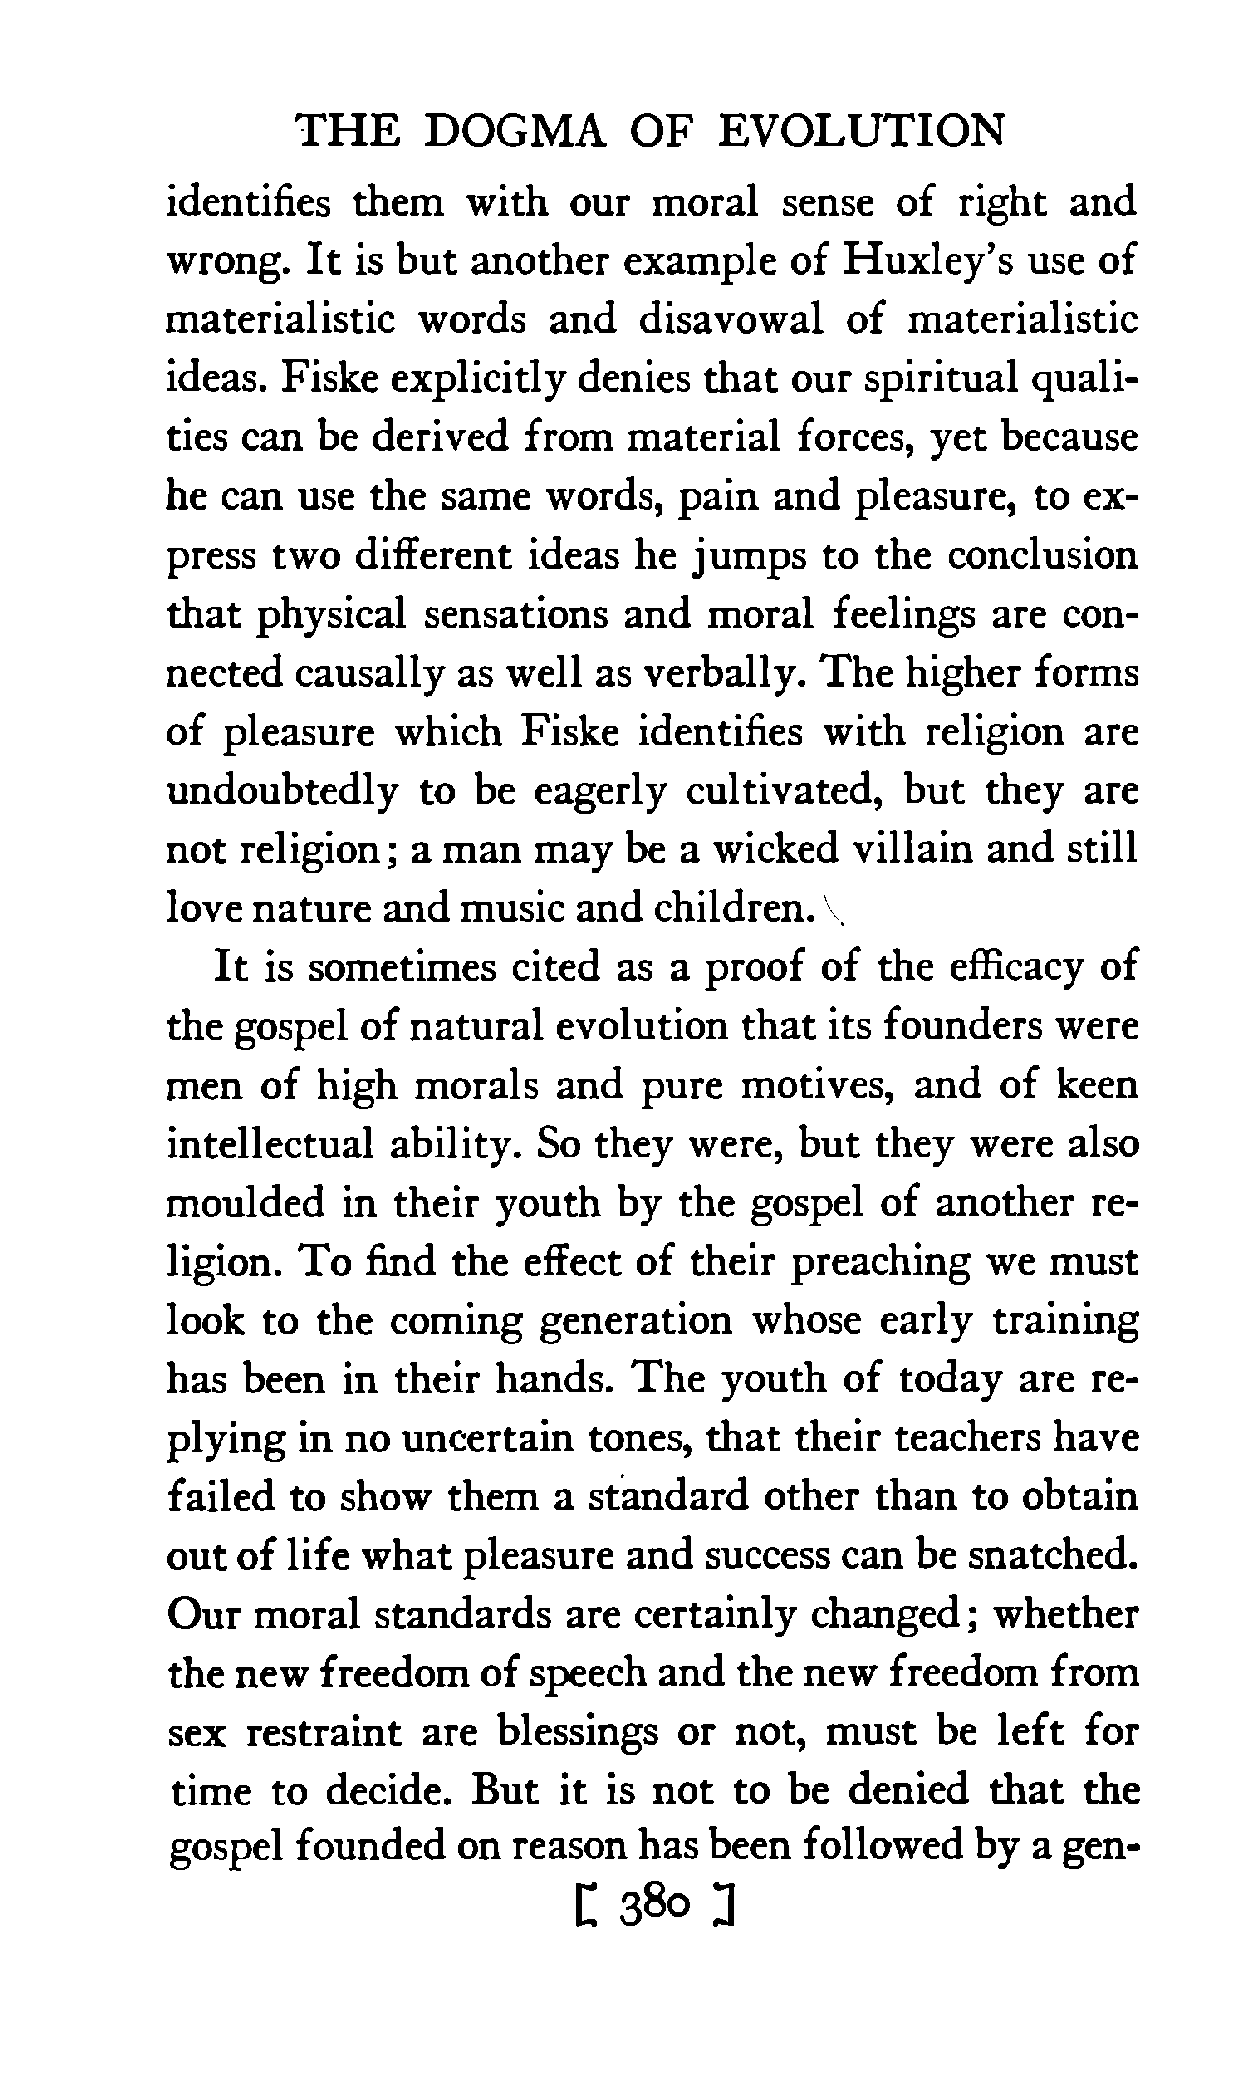 THE DOGMA OF EVOLUTION
identifies them with our moral sense of right and
wrong. It is but another example of Huxley's use of
materialistic words and disavowal of materialistic
ideas. Fiske explicitly denies that our spiritual quali-
ties can be derived from material forces, yet because
he can use the same words, pain and pleasure, to ex-
press two different ideas he jumps to the conclusion
that physical sensations and moral feelings are con-
nected causally as well as verbally. The higher forms
of pleasure which Fiske identifies with religion are
undoubtedly to be eagerly cultivated, but they are
not religion; a man may be a wicked villain and still
love nature and music and children.
It is sometimes cited as a proof of the efficacy of
the gospel of natural evolution that its founders were
men of high morals and pure motives, and of keen
intellectual ability. So they were, but they were also
moulded in their youth by the gospel of another re-
ligion. To find the effect of their preaching we must
look to the coming generation whose early training
has been in their hands. The youth of today are re-
plying in no uncertain tones, that their teachers have
failed to show them a standard other than to obtain
out of life what pleasure and success can be snatched.
Our moral standards are certainly changed; whether
the new freedom of speech and the new freedom from
sex restraint are blessings or not, must be left for
time to decide. But it is not to be denied that the
gospel founded on reason has been followed by a gen-
[ 380 ]